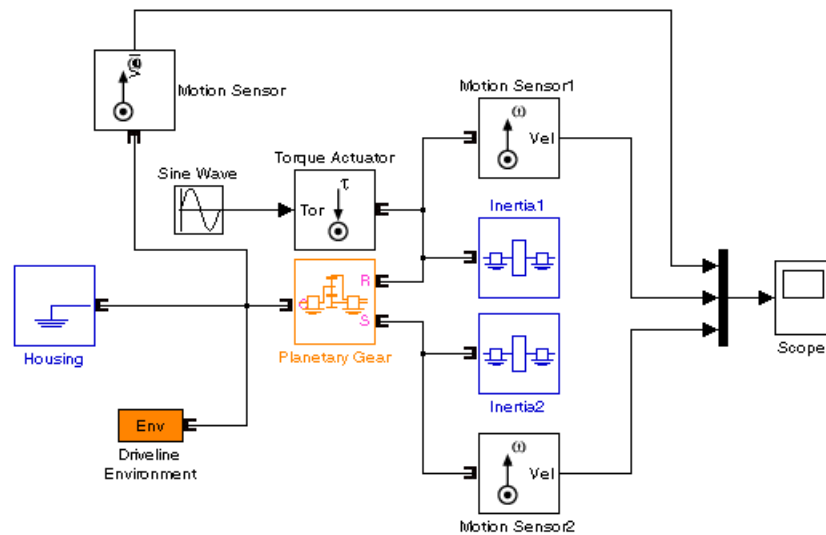 Vel
Motion Sensor
Motion Sensor1
ω
Vel
Torque Actuator
Sine Wave
τ
Tor
Inertia1
R
C
S
Housing
Planetary Gear
Inertia2
Scope
Env
Driveline
Environment
ω
Vel
Motion Sensor2